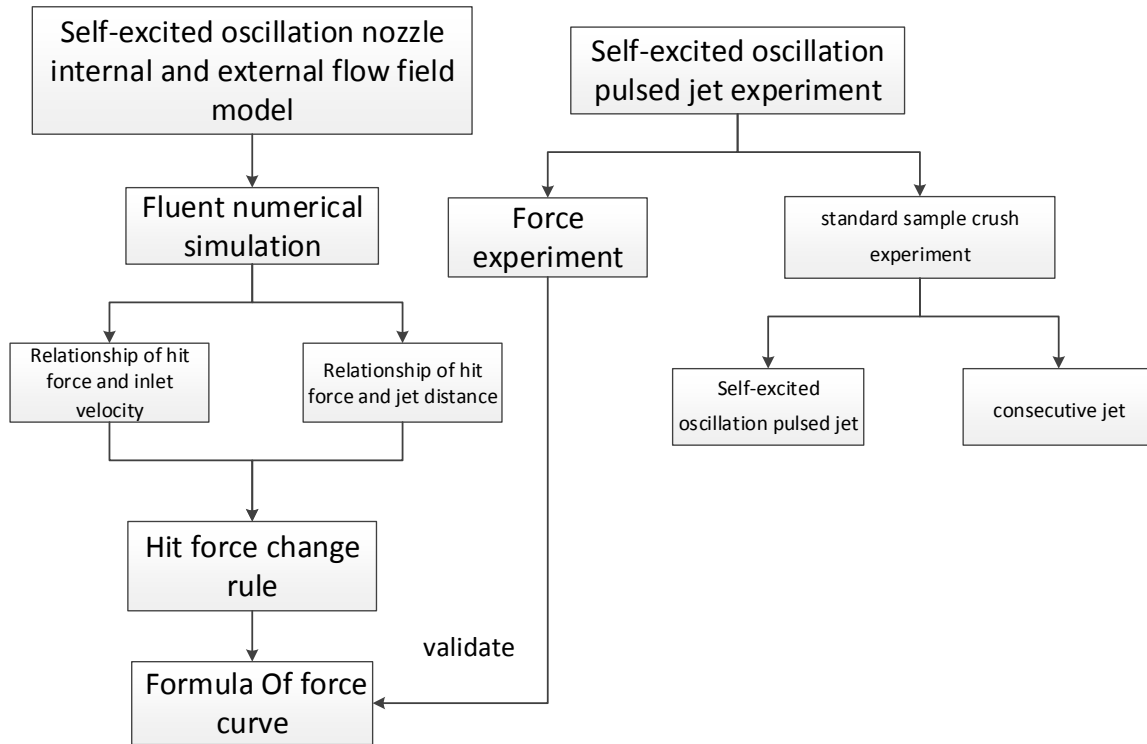 Self-excited oscillation nozzle
internal and external flow field
model
Self-excited oscillation
pulsed jet experiment
Fluent numerical
simulation
Force
experiment
standard sample crush
experiment
Relationship of hit
force and inlet
velocity
Relationship of hit
force and jet distance
Self-excited
oscillation pulsed jet
consecutive jet
Hit force change
rule
validate
Formula Of force
curve